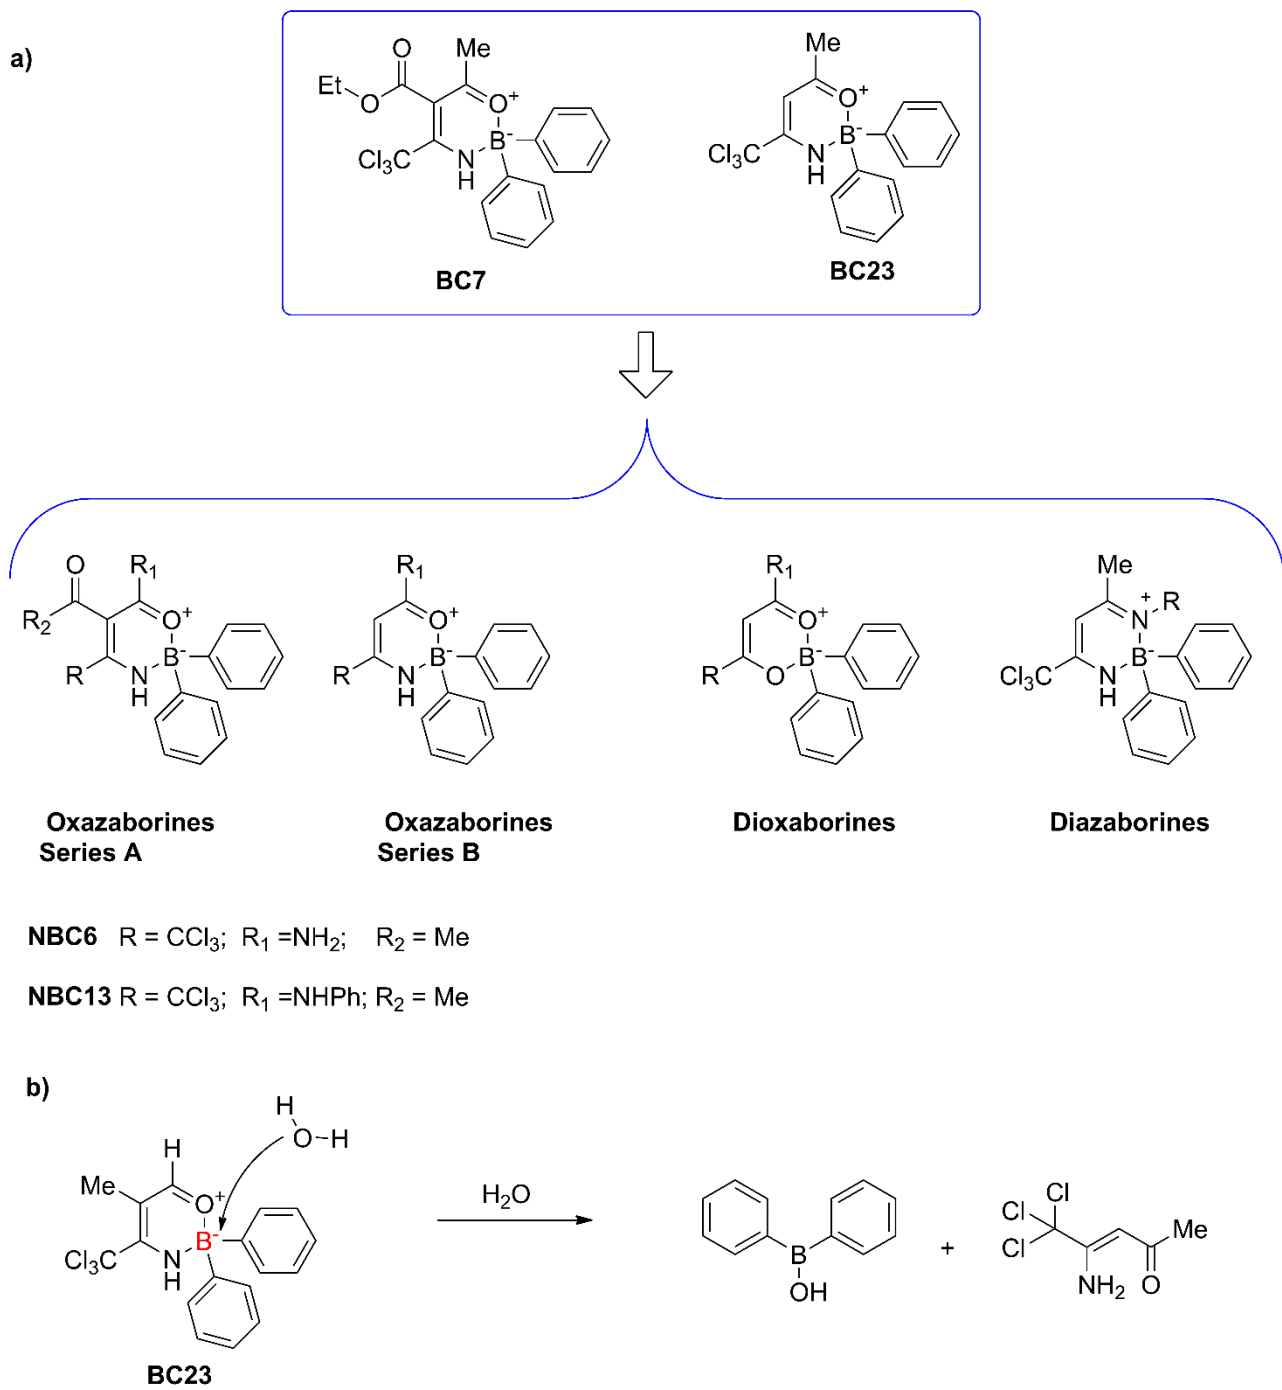 a)
O
Me
Et
O
O+
B-
Cl3C
N
H
BC7
Me
O+
B-
Cl3C
N
H
BC23
O
R1
R2
O+
B-
R
N
H
Oxazaborines
Series A
R1
O+
B-
R
N
H
Oxazaborines
Series B
R1
O+
B-
R
O
Dioxaborines
Me
+
N
R
B-
Cl3C
N
H
Diazaborines
NBC6 R = CCl3; R1 =NH2; R2 = Me
NBC13 R = CCl3; R1 =NHPh; R2 = Me
b)
H
O-H
H
Me
O+
B-
Cl3C
N
H
BC23
H2O
B
OH
+
Cl
Cl
Cl
Me
NH2
O